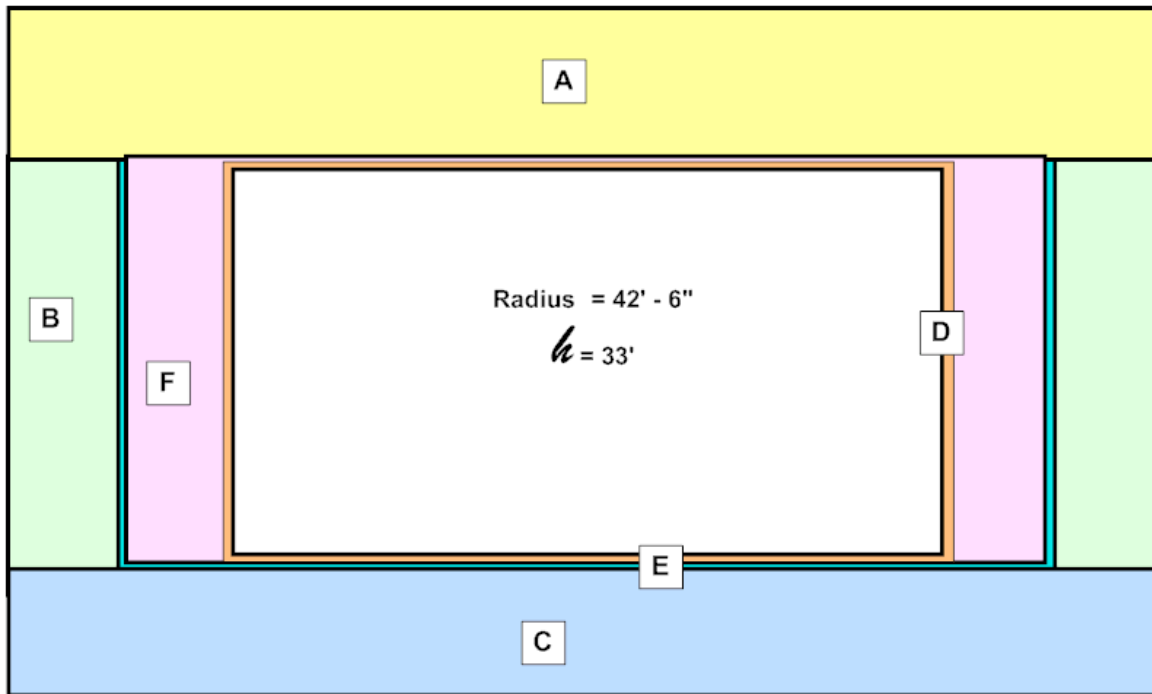 A
Radius = 42' - 6"
h = 33'
B
D
F
E
C